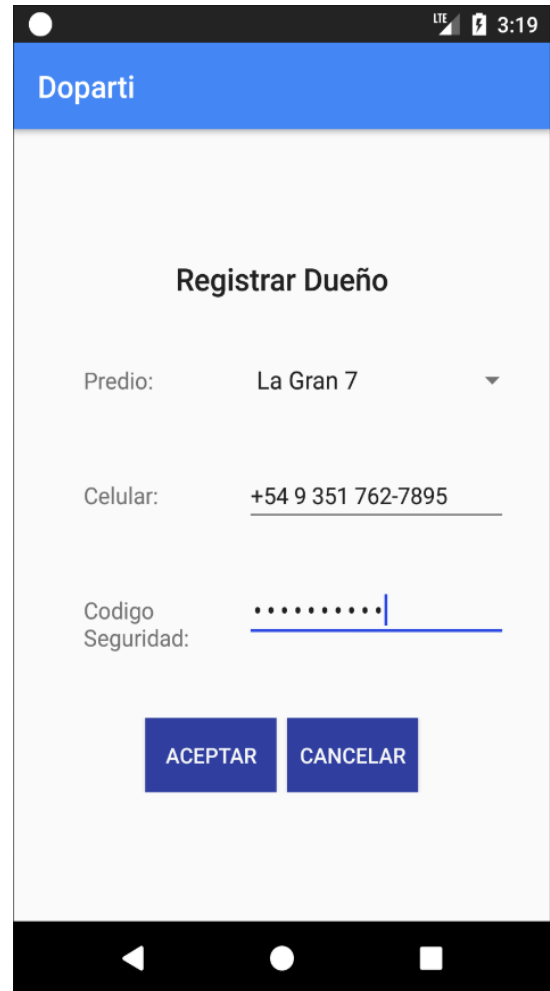 LTE 3:19
Doparti
Registrar Dueño
Predio: La Gran 7
Celular: +54 9 351 762-7895
Codigo
Seguridad: ••••••••••
ACEPTAR CANCELAR